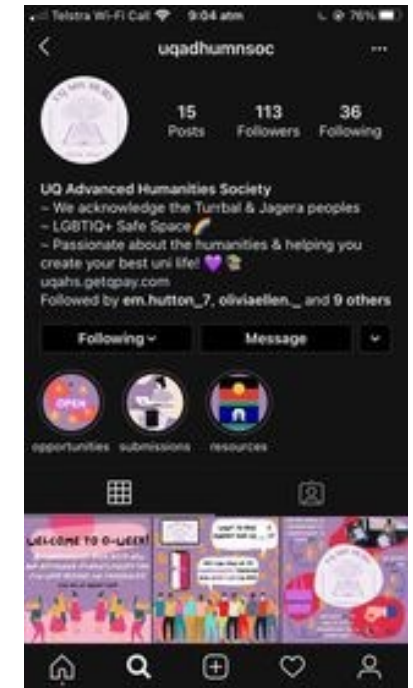 Telstra Wi-Fi Call 9:04 am 76%
uqadhumnsoc
15 113 36
Posts Followers Following
UQ Advanced Humanities Society
~ We acknowledge the Turrbal & Jagera peoples
~ LGBTIQ+ Safe Space🌈
~ Passionate about the humanities & helping you
create your best uni life! 💜📚
uqahs.getqpay.com
Followed by em.hutton_7, oliviaellen._ and 9 others
Following Message
OPEN
opportunities submissions resources
WELCOME TO O-WEEK!